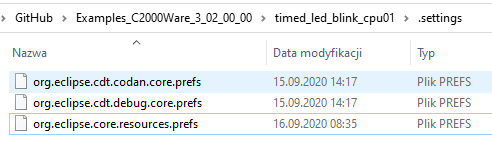 GitHub > Examples_C2000Ware_3_02_00_00 > timed_led_blink_cpu01 > .settings
Nazwa Data modyfikacji Typ
org.eclipse.cdt.codan.core.prefs 15.09.2020 14:17 Plik PREFS
org.eclipse.cdt.debug.core.prefs 15.09.2020 14:17 Plik PREFS
org.eclipse.core.resources.prefs 16.09.2020 08:35 Plik PREFS